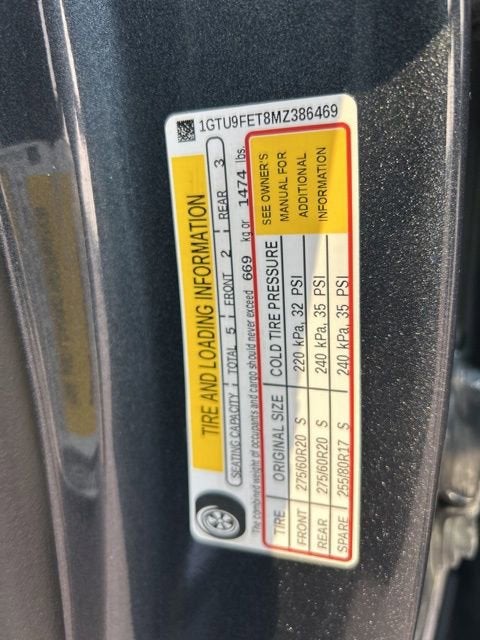 1GTU9FET8MZ386469
TIRE AND LOADING INFORMATION
SEATING CAPACITY TOTAL 5 FRONT 2 REAR 3
The combined weight of occupants and cargo should never exceed 669 kg or 1474 lbs.
TIRE ORIGINAL SIZE COLD TIRE PRESSURE
FRONT 275/60R20 S 220 kPa, 32 PSI
REAR 275/60R20 S 240 kPa, 35 PSI
SPARE 255/80R17 S 240 kPa, 35 PSI
SEE OWNER'S
MANUAL FOR
ADDITIONAL
INFORMATION